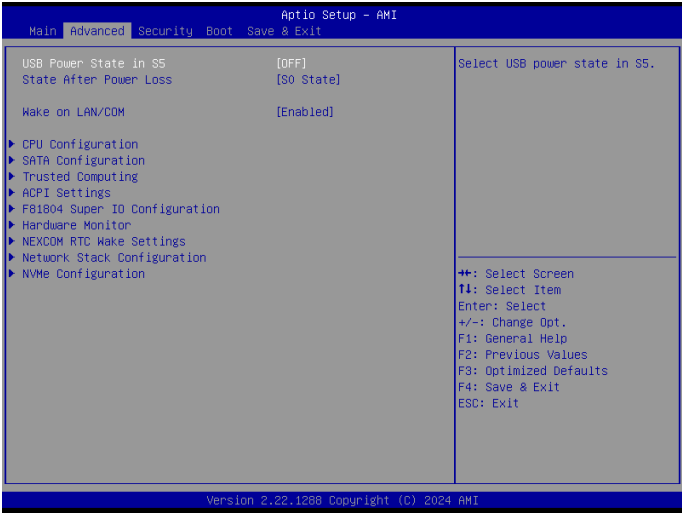 Aptio Setup – AMI
Main Advanced Security Boot Save & Exit
USB Power State in S5 [OFF]
State After Power Loss [S0 State]
Wake on LAN/COM [Enabled]
CPU Configuration
SATA Configuration
Trusted Computing
ACPI Settings
F81804 Super IO Configuration
Hardware Monitor
NEXCOM RTC Wake Settings
Network Stack Configuration
NVMe Configuration
Select USB power state in S5.
→←: Select Screen
↑↓: Select Item
Enter: Select
+/-: Change Opt.
F1: General Help
F2: Previous Values
F3: Optimized Defaults
F4: Save & Exit
ESC: Exit
Version 2.22.1288 Copyright (C) 2024 AMI